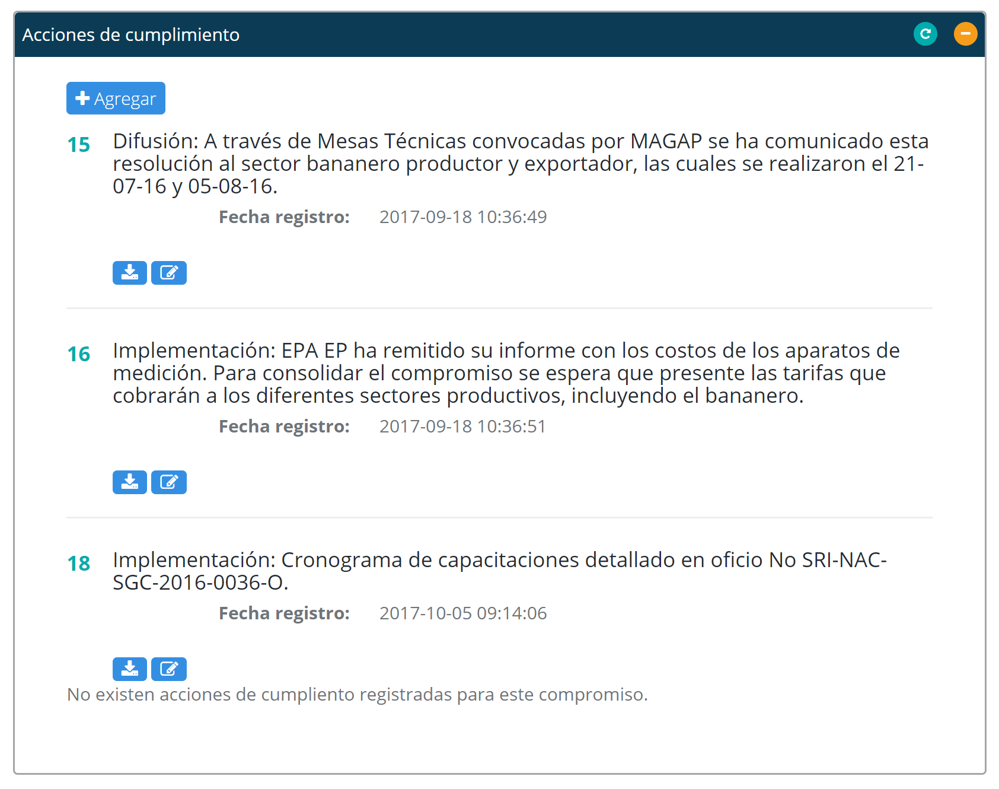 Acciones de cumplimiento
Agregar
15
Difusión: A través de Mesas Técnicas convocadas por MAGAP se ha comunicado esta
resolución al sector bananero productor y exportador, las cuales se realizaron el 21-
07-16 y 05-08-16.
Fecha registro: 2017-09-18 10:36:49
16
Implementación: EPA EP ha remitido su informe con los costos de los aparatos de
medición. Para consolidar el compromiso se espera que presente las tarifas que
cobrarán a los diferentes sectores productivos, incluyendo el bananero.
Fecha registro: 2017-09-18 10:36:51
18
Implementación: Cronograma de capacitaciones detallado en oficio No SRI-NAC-
SGC-2016-0036-O.
Fecha registro: 2017-10-05 09:14:06
No existen acciones de cumpliento registradas para este compromiso.